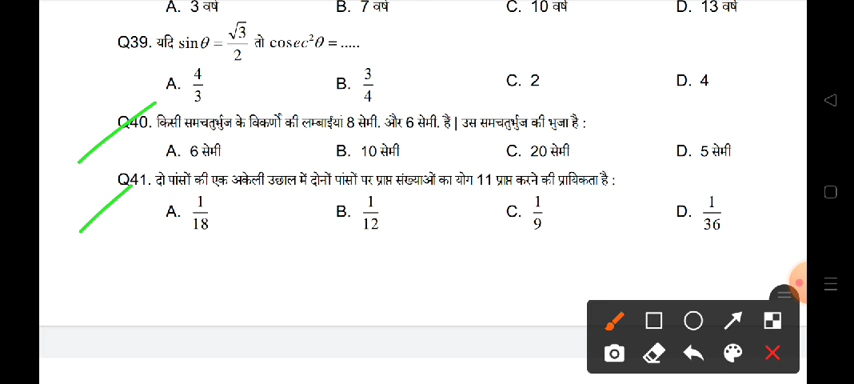 A. 3 वर्ष B. 7 वर्ष C. 10 वर्ष D. 13 वर्ष
Q39. यदि sinθ = √3/2 तो cosec²θ = .....
A. 4/3 B. 3/4 C. 2 D. 4
Q40. किसी समचतुर्भुज के विकर्णों की लम्बाईयां 8 सेमी. और 6 सेमी. हैं | उस समचतुर्भुज की भुजा है :
A. 6 सेमी B. 10 सेमी C. 20 सेमी D. 5 सेमी
Q41. दो पांसों की एक अकेली उछाल में दोनों पांसों पर प्राप्त संख्याओं का योग 11 प्राप्त करने की प्रायिकता है :
A. 1/18 B. 1/12 C. 1/9 D. 1/36